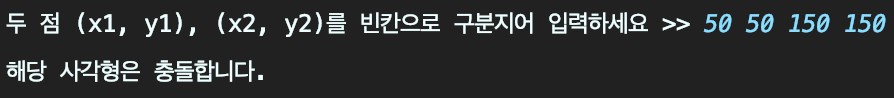 두 점 (x1, y1), (x2, y2)를 빈칸으로 구분지어 입력하세요 >> 50 50 150 150
해당 사각형은 충돌합니다.